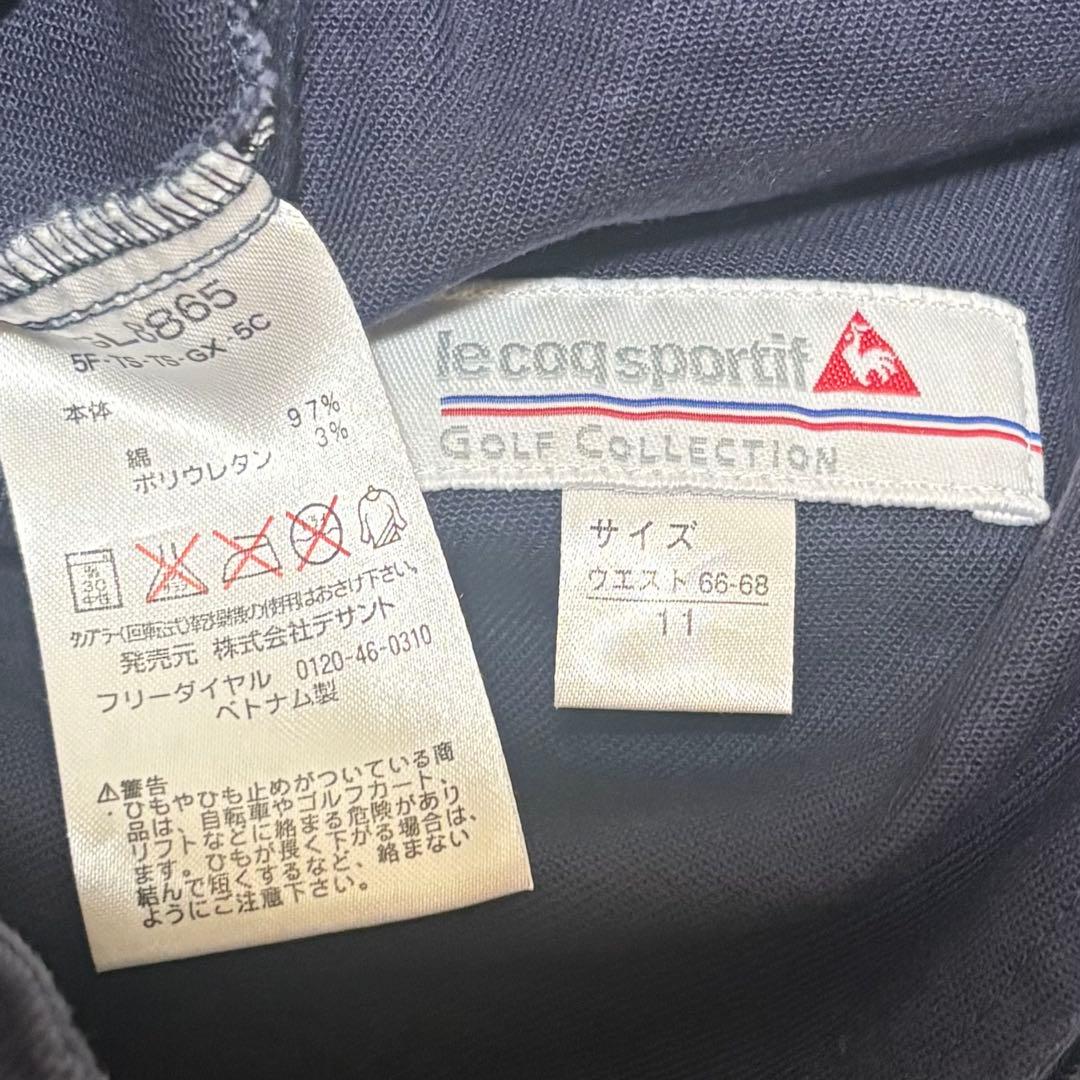 865
5F-TS-TS-GX-5C
本体
綿 97%
ポリウレタン 3%
30
中性
タンブラー(回転式)乾燥機の使用はおさけ下さい。
発売元 株式会社デサント
フリーダイヤル 0120-46-0310
ベトナム製
⚠警告
・ひもやひも止めがついている商
品は、自転車やゴルフカート、
リフトなどに絡まる危険があり
ます。ひもが長く下がる場合は、
結んで短くするなど、絡まない
ようにご注意下さい。
le coq sportif
GOLF COLLECTION
サイズ
ウエスト 66-68
11